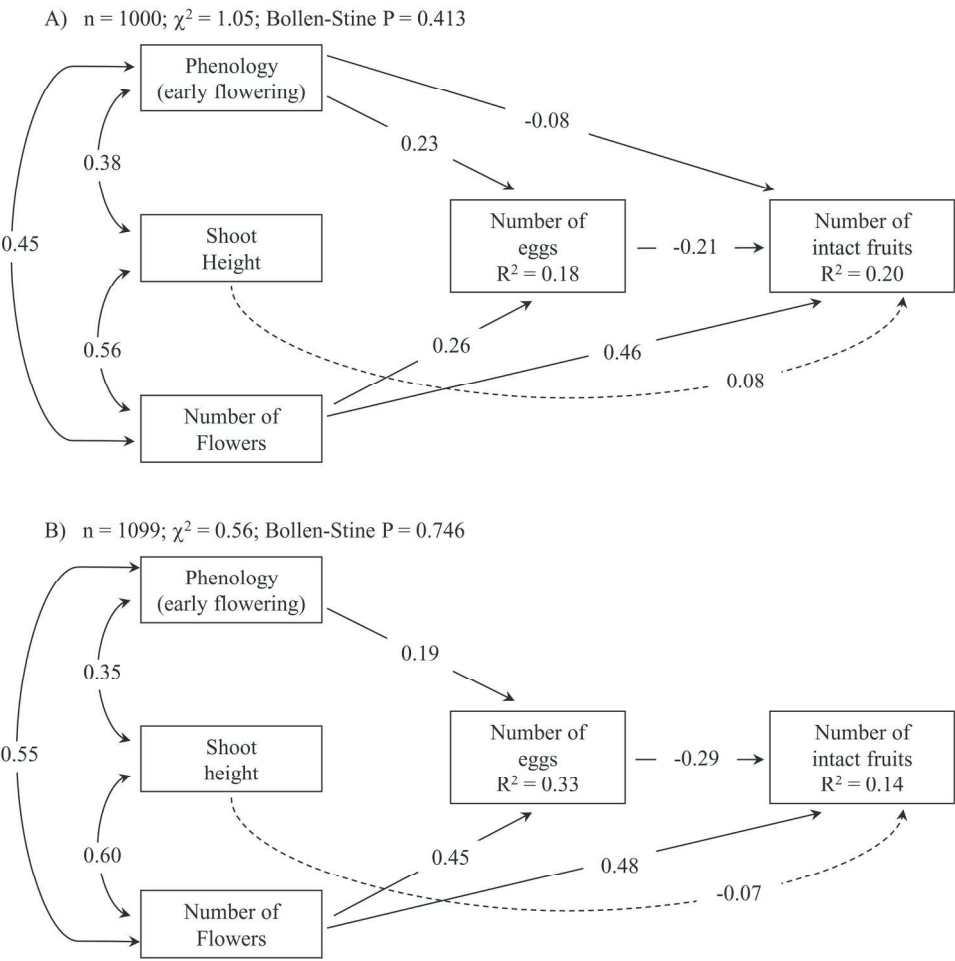 A) n = 1000; χ² = 1.05; Bollen-Stine P = 0.413
Phenology
(early flowering)
-0.08
0.23
0.38
Number of
eggs
R² = 0.18
-0.21
Number of
intact fruits
R² = 0.20
0.45
Shoot
Height
0.56
0.26
0.46
0.08
Number of
Flowers
B) n = 1099; χ² = 0.56; Bollen-Stine P = 0.746
Phenology
(early flowering)
0.19
0.35
Number of
eggs
R² = 0.33
-0.29
Number of
intact fruits
R² = 0.14
0.55
Shoot
height
0.60
0.45
0.48
-0.07
Number of
Flowers